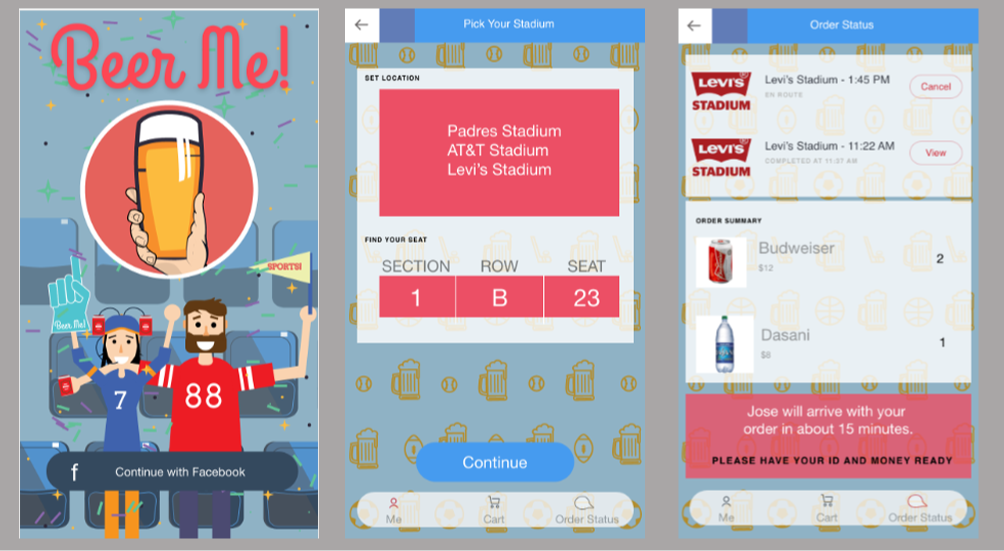 Beer Me!
SPORTS!
Beer Me!
7
88
f
Continue with Facebook
Pick Your Stadium
SET LOCATION
Padres Stadium
AT&T Stadium
Levi's Stadium
FIND YOUR SEAT
SECTION ROW SEAT
1 B 23
Continue
Me Cart Order Status
Order Status
LEVI'S
STADIUM
Levi's Stadium - 1:45 PM
EN ROUTE
Cancel
LEVI'S
STADIUM
Levi's Stadium - 11:22 AM
COMPLETED AT 11:37 AM
View
ORDER SUMMARY
Budweiser
$12
2
Dasani
$8
1
Jose will arrive with your
order in about 15 minutes.
PLEASE HAVE YOUR ID AND MONEY READY
Me Cart Order Status